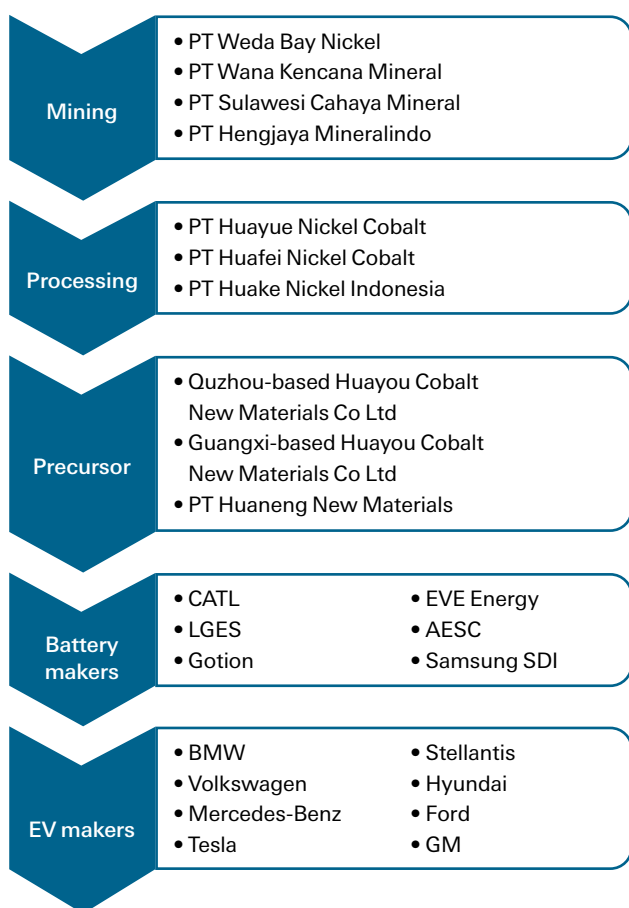 Mining
• PT Weda Bay Nickel
• PT Wana Kencana Mineral
• PT Sulawesi Cahaya Mineral
• PT Hengjaya Mineralindo
Processing
• PT Huayue Nickel Cobalt
• PT Huafei Nickel Cobalt
• PT Huake Nickel Indonesia
Precursor
• Quzhou-based Huayou Cobalt
New Materials Co Ltd
• Guangxi-based Huayou Cobalt
New Materials Co Ltd
• PT Huaneng New Materials
Battery
makers
• CATL
• LGES
• Gotion
• EVE Energy
• AESC
• Samsung SDI
EV makers
• BMW
• Volkswagen
• Mercedes-Benz
• Tesla
• Stellantis
• Hyundai
• Ford
• GM